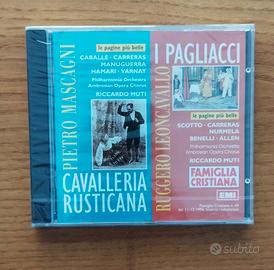 PIETRO MASCAGNI
le pagine più belle
CABALLÉ · CARRERAS
MANUGUERRA
HAMARI · VARNAY
Philharmonia Orchestra
Ambrosian Opera Chorus
RICCARDO MUTI
CAVALLERIA
RUSTICANA
RUGGERO LEONCAVALLO
I PAGLIACCI
le pagine più belle
SCOTTO · CARRERAS
NURMELA
BENELLI · ALLEN
Philharmonia Orchestra
Ambrosian Opera Chorus
RICCARDO MUTI
FAMIGLIA
CRISTIANA
EMI
subito